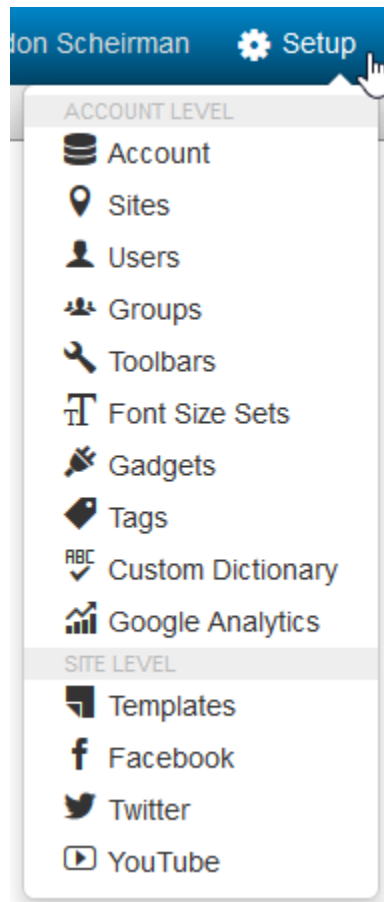 Scheirman Setup
ACCOUNT LEVEL
Account
Sites
Users
Groups
Toolbars
Font Size Sets
Gadgets
Tags
ABC Custom Dictionary
Google Analytics
SITE LEVEL
Templates
Facebook
Twitter
YouTube